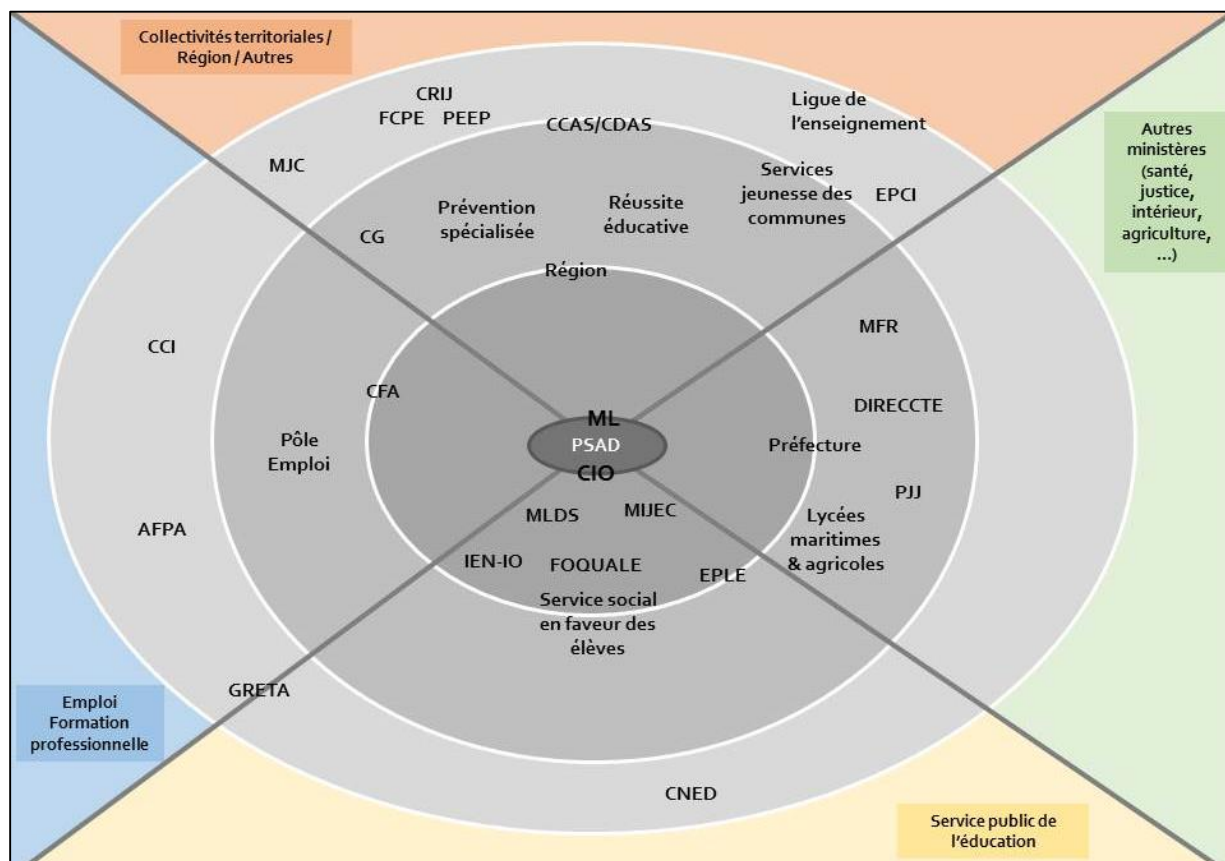 Collectivités territoriales /
Région / Autres
CRIJ
FCPE PEEP
CCAS/CDAS
Ligue de
l’enseignement
MJC
Autres
ministères
(santé,
justice,
intérieur,
agriculture,
...)
Services
jeunesse des
communes
EPCI
Prévention
spécialisée
Réussite
éducative
CG
Région
CCI
MFR
CFA
DIRECCTE
ML
PSAD
CIO
Pôle
Emploi
Préfecture
PJJ
AFPA
MLDS
MIJEC
Lycées
maritimes
& agricoles
IEN-IO
FOQUALE
EPLE
Service social
en faveur des
élèves
GRETA
Emploi
Formation
professionnelle
CNED
Service public de
l’éducation